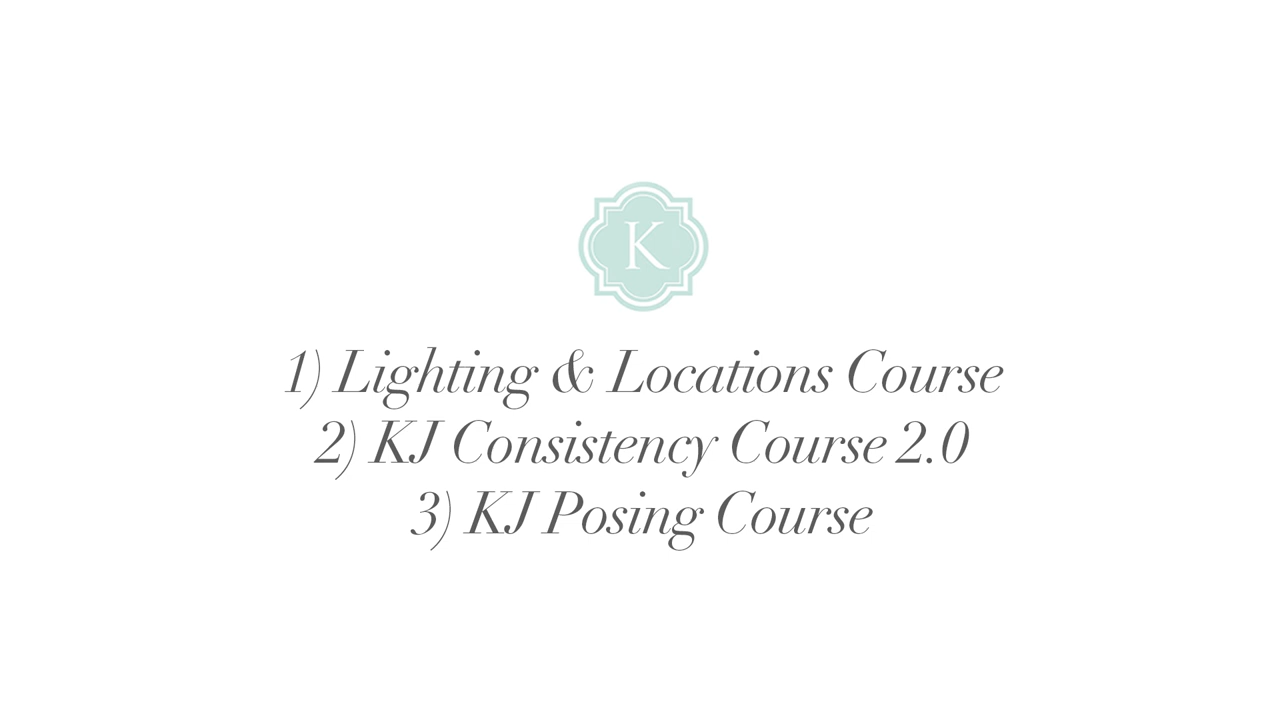 K
1) Lighting & Locations Course
2) KJ Consistency Course 2.0
3) KJ Posing Course